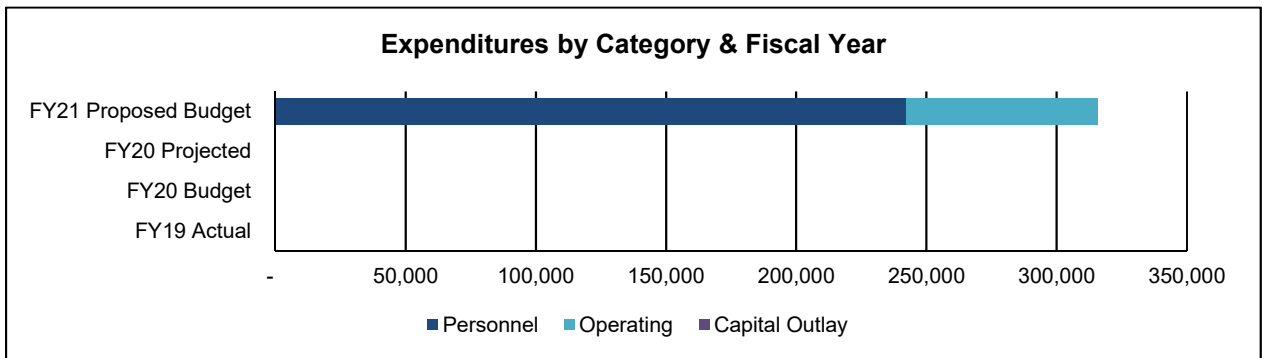 Expenditures by Category & Fiscal Year
FY21 Proposed Budget
FY20 Projected
FY20 Budget
FY19 Actual
- 50,000 100,000 150,000 200,000 250,000 300,000 350,000
Personnel Operating Capital Outlay